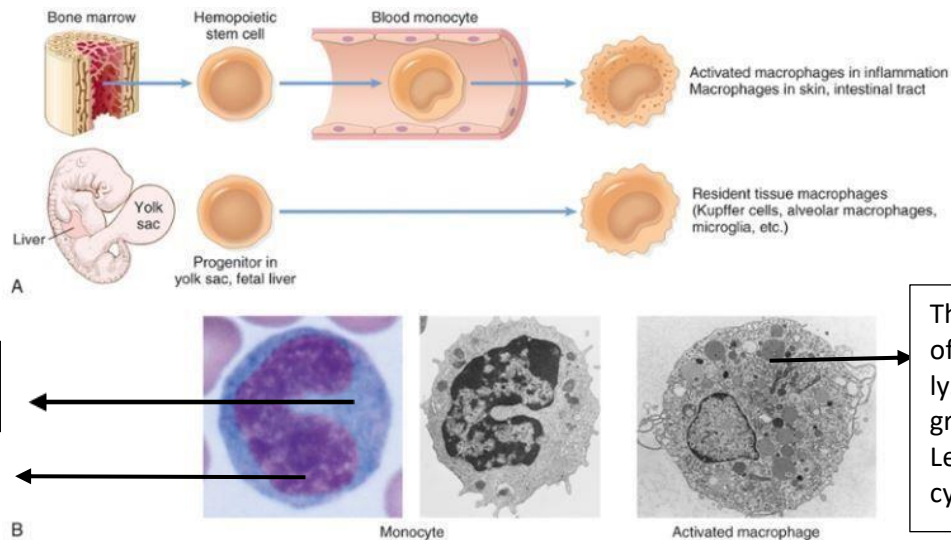 Bone marrow
Hemopoietic
stem cell
Blood monocyte
Activated macrophages in inflammation
Macrophages in skin, intestinal tract
Yolk
sac
Liver
Progenitor in
yolk sac, fetal liver
Resident tissue macrophages
(Kupffer cells, alveolar macrophages,
microglia, etc.)
A
Th
of
ly
gr
Le
cy
B
Monocyte
Activated macrophage